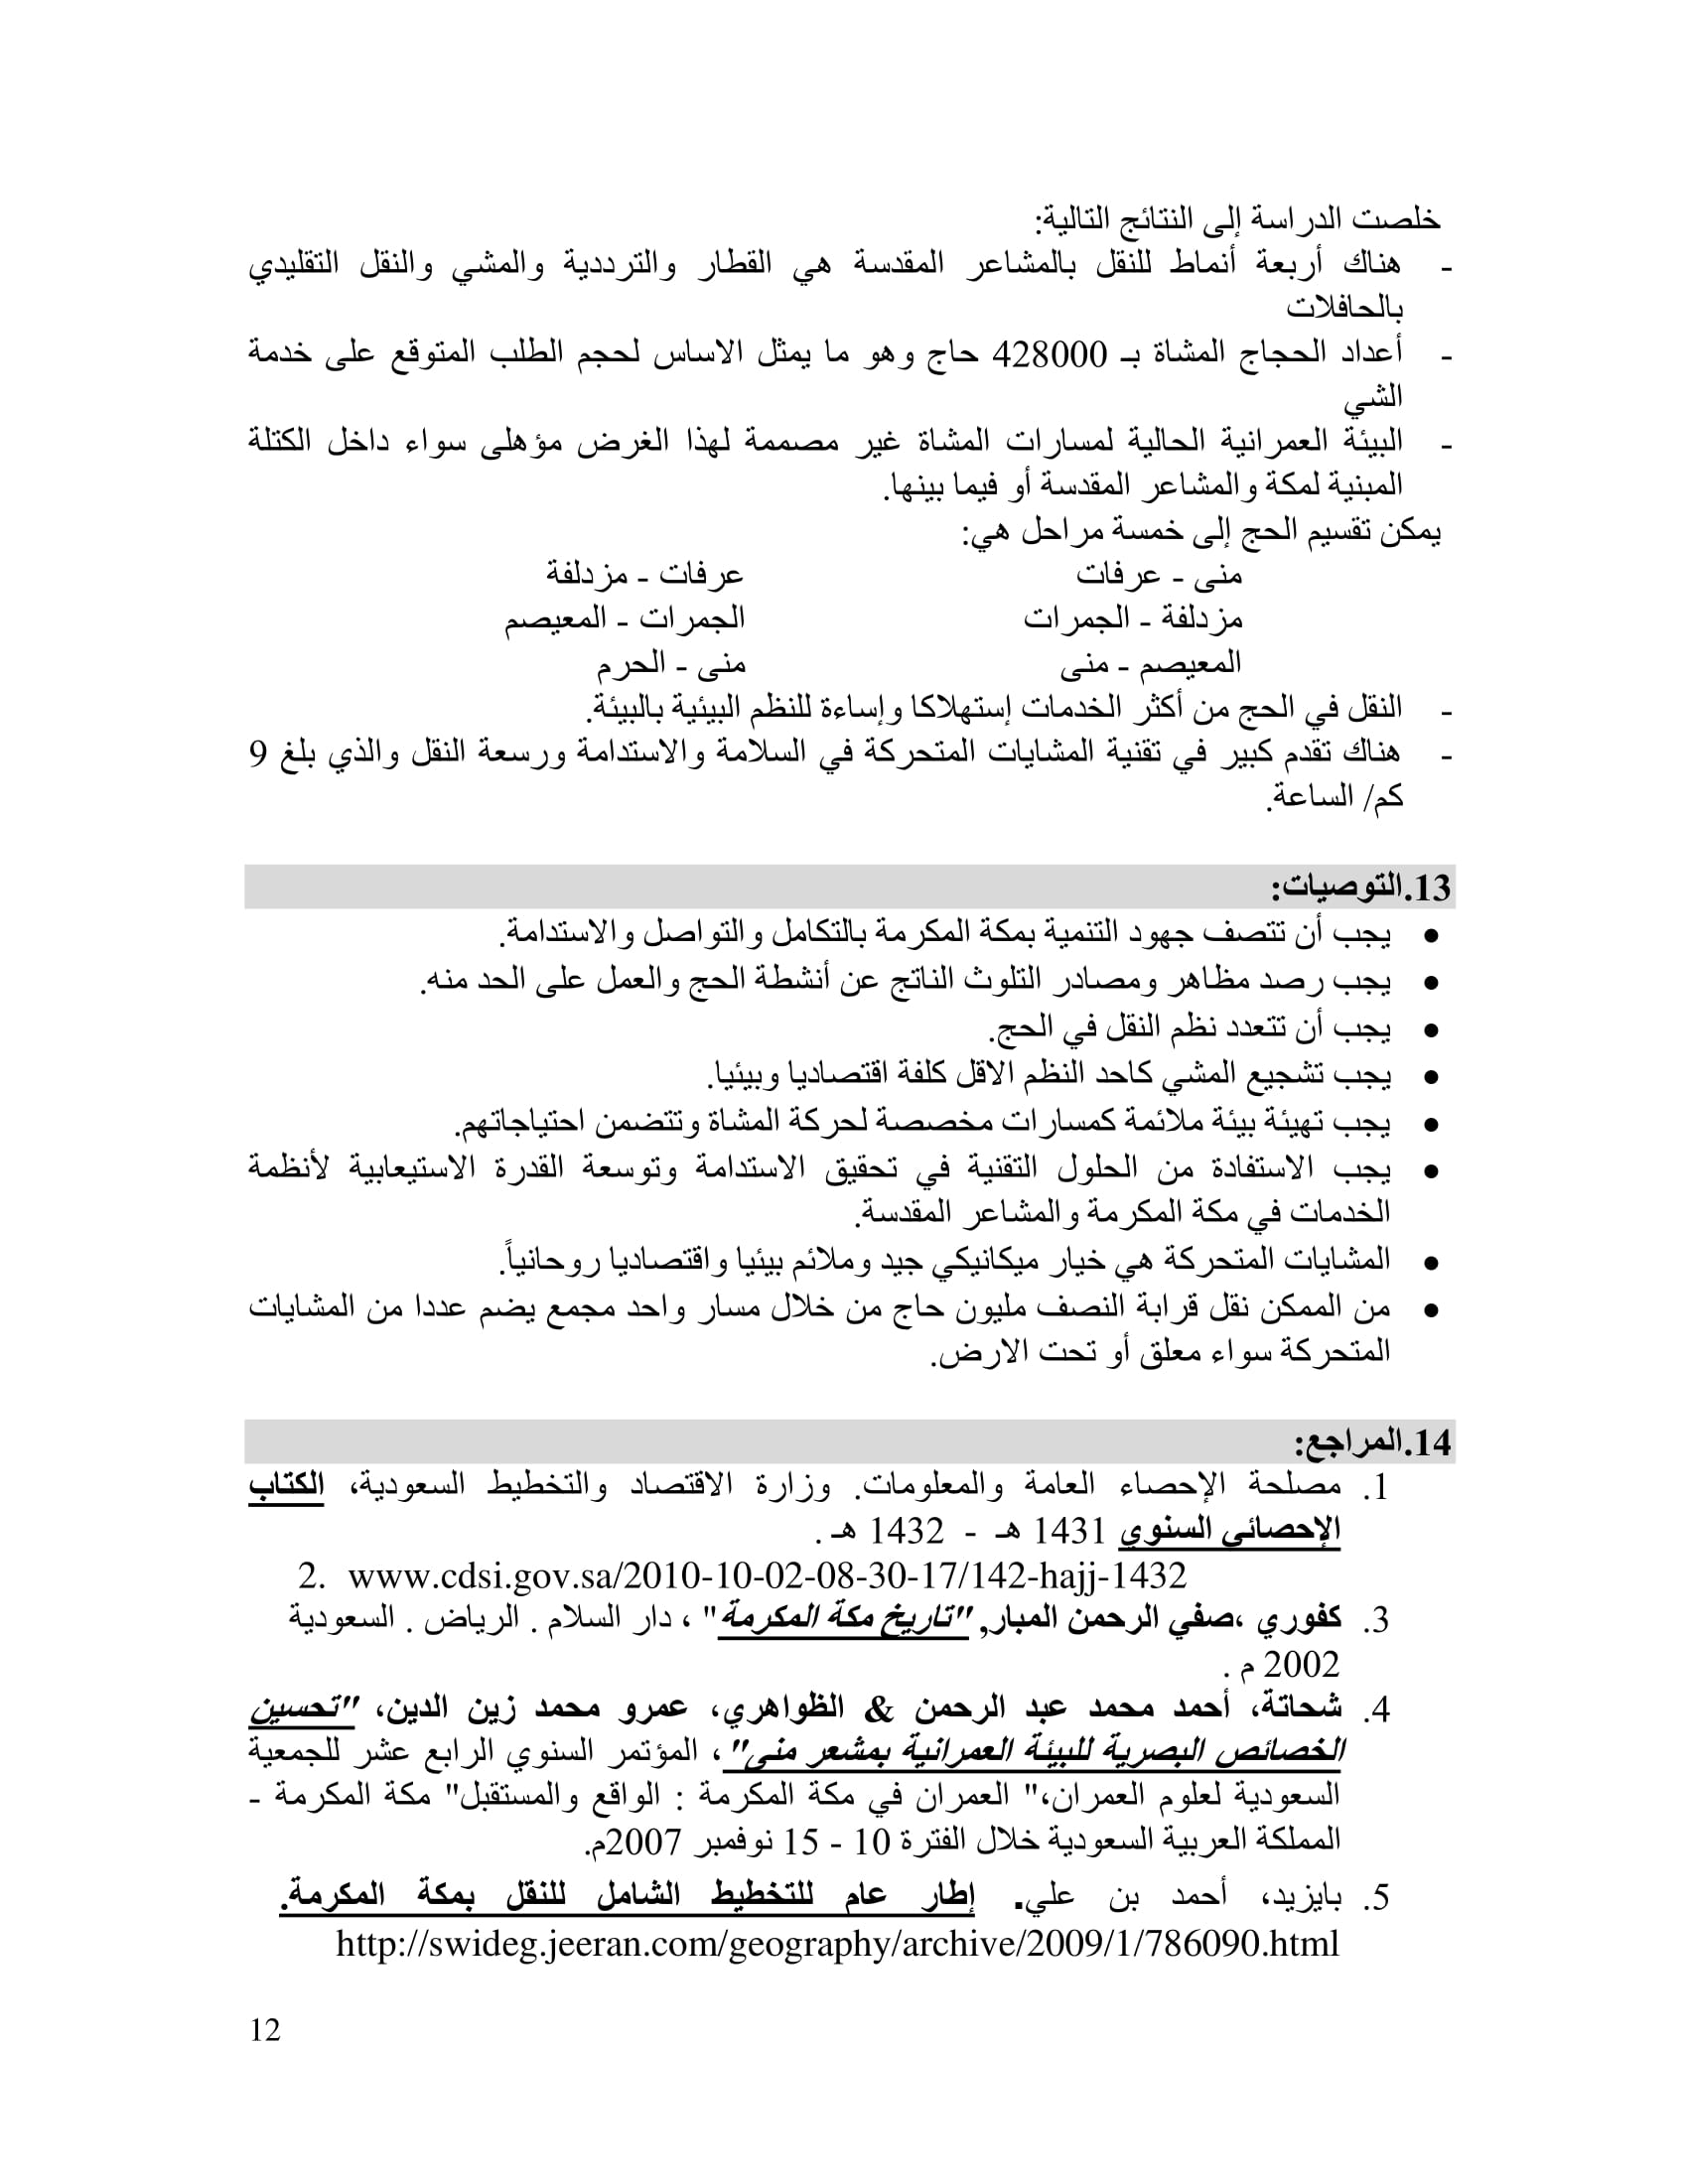 خلصت الدراسة إلى النتائج التالية:
- هناك أربعة أنماط للنقل بالمشاعر المقدسة هي القطار والترددية والمشي والنقل التقليدي
بالحافلات
- أعداد الحجاج المشاة بـ 428000 حاج وهو ما يمثل الاساس لحجم الطلب المتوقع على خدمة
الشي
- البيئة العمرانية الحالية لمسارات المشاة غير مصممة لهذا الغرض مؤهلى سواء داخل الكتلة
المبنية لمكة والمشاعر المقدسة أو فيما بينها.
يمكن تقسيم الحج إلى خمسة مراحل هي:
منى - عرفات عرفات - مزدلفة
مزدلفة - الجمرات الجمرات - المعيصم
المعيصم - منى منى - الحرم
- النقل في الحج من أكثر الخدمات إستهلاكا وإساءة للنظم البيئية بالبيئة.
- هناك تقدم كبير في تقنية المشايات المتحركة في السلامة والاستدامة ورسعة النقل والذي بلغ 9
كم/ الساعة.
13.التوصيات:
• يجب أن تتصف جهود التنمية بمكة المكرمة بالتكامل والتواصل والاستدامة.
• يجب رصد مظاهر ومصادر التلوث الناتج عن أنشطة الحج والعمل على الحد منه.
• يجب أن تتعدد نظم النقل في الحج.
• يجب تشجيع المشي كاحد النظم الاقل كلفة اقتصاديا وبيئيا.
• يجب تهيئة بيئة ملائمة كمسارات مخصصة لحركة المشاة وتتضمن احتياجاتهم.
• يجب الاستفادة من الحلول التقنية في تحقيق الاستدامة وتوسعة القدرة الاستيعابية لأنظمة
الخدمات في مكة المكرمة والمشاعر المقدسة.
• المشايات المتحركة هي خيار ميكانيكي جيد وملائم بيئيا واقتصاديا روحانياً.
• من الممكن نقل قرابة النصف مليون حاج من خلال مسار واحد مجمع يضم عددا من المشايات
المتحركة سواء معلق أو تحت الارض.
14.المراجع:
1. مصلحة الإحصاء العامة والمعلومات. وزارة الاقتصاد والتخطيط السعودية، الكتاب
الإحصائي السنوي 1431 هـ - 1432 هـ .
2. www.cdsi.gov.sa/2010-10-02-08-30-17/142-hajj-1432
3. كفوري ،صفي الرحمن المبار, "تاريخ مكة المكرمة" ، دار السلام . الرياض . السعودية
2002 م .
4. شحاتة، أحمد محمد عبد الرحمن & الظواهري، عمرو محمد زين الدين، "تحسين
الخصائص البصرية للبيئة العمرانية بمشعر منى"، المؤتمر السنوي الرابع عشر للجمعية
السعودية لعلوم العمران،" العمران في مكة المكرمة : الواقع والمستقبل" مكة المكرمة -
المملكة العربية السعودية خلال الفترة 10 - 15 نوفمبر 2007م.
5. بايزيد، أحمد بن علي. إطار عام للتخطيط الشامل للنقل بمكة المكرمة.
http://swideg.jeeran.com/geography/archive/2009/1/786090.html
12